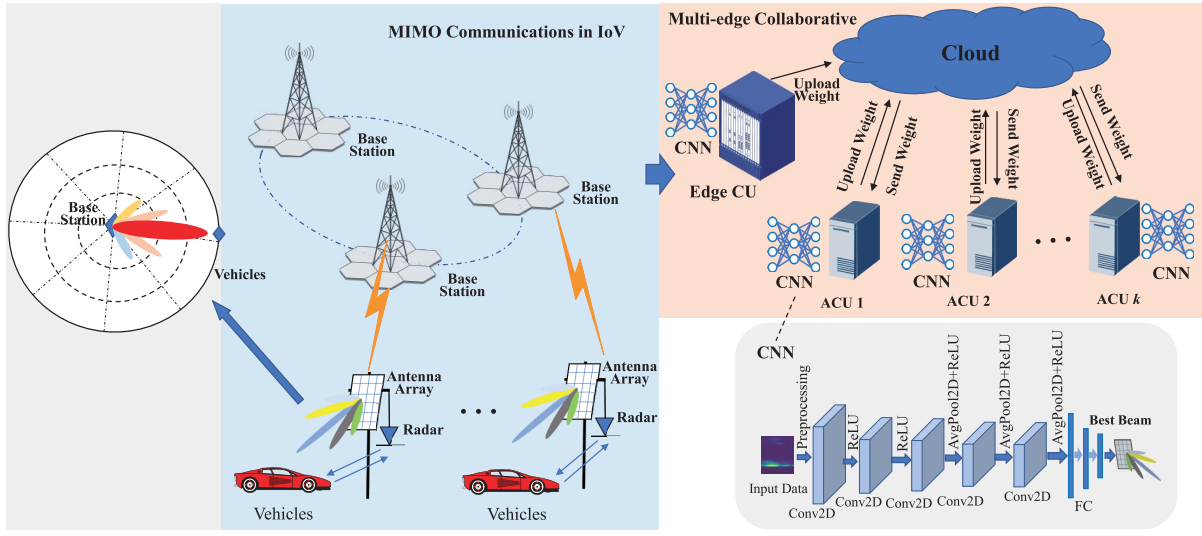 Base
Station
Vehicles
MIMO Communications in IoV
Base
Station
Base
Station
Base
Station
Antenna
Array
Radar
Antenna
Array
Radar
• • •
Vehicles
Vehicles
Multi-edge Collaborative
Cloud
Upload
Weight
CNN
Edge CU
Upload Weight
Send Weight
Upload Weight
Send Weight
Send Weight
Upload Weight
CNN
CNN
• • •
CNN
ACU 1
ACU 2
ACU k
CNN
Preprocessing
ReLU
ReLU
AvgPool2D+ReLU
AvgPool2D+ReLU
AvgPool2D+ReLU
Best Beam
Input Data
Conv2D
Conv2D
Conv2D
Conv2D
Conv2D
FC